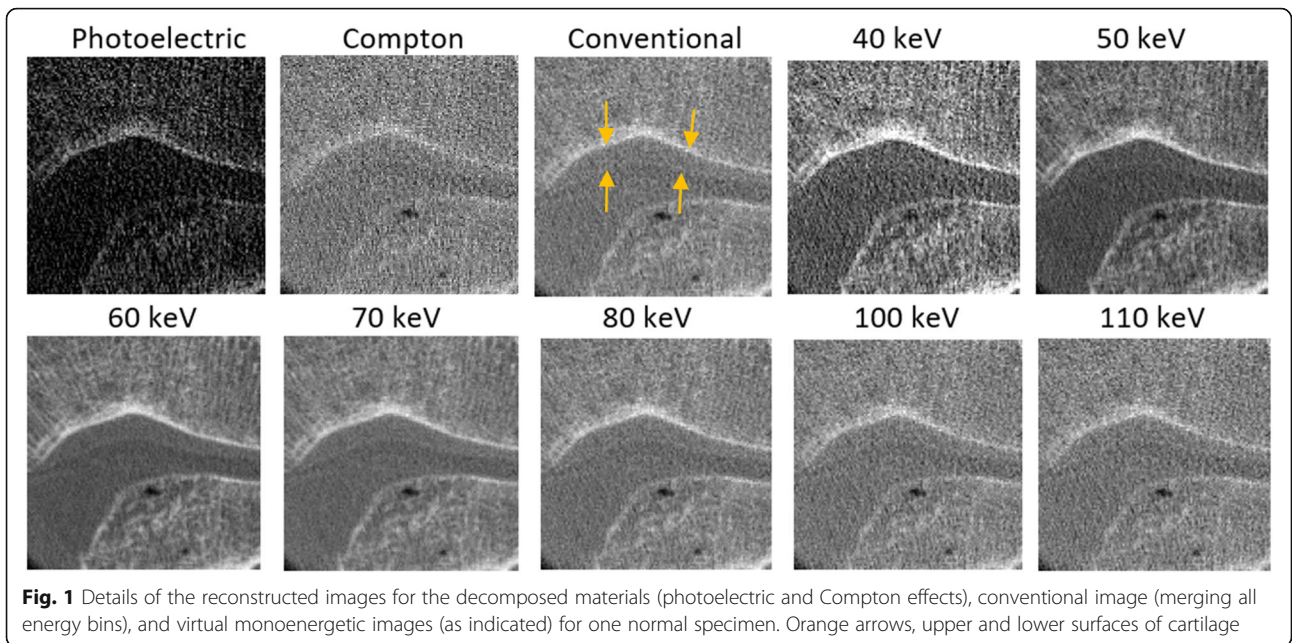 Photoelectric Compton Conventional 40 keV 50 keV
60 keV 70 keV 80 keV 100 keV 110 keV
Fig. 1 Details of the reconstructed images for the decomposed materials (photoelectric and Compton effects), conventional image (merging all
energy bins), and virtual monoenergetic images (as indicated) for one normal specimen. Orange arrows, upper and lower surfaces of cartilage